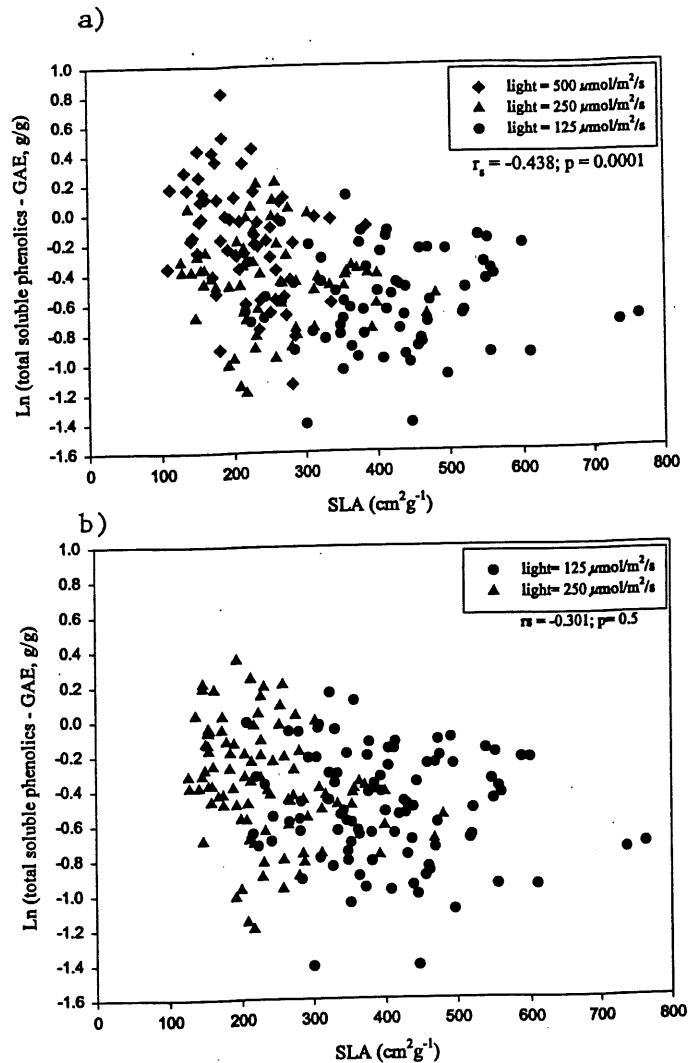 a)
1.0
0.8
0.6
0.4
0.2
0.0
-0.2
-0.4
-0.6
-0.8
-1.0
-1.2
-1.4
-1.6
Ln (total soluble phenolics - GAE, g/g)
light = 500 μmol/m²/s
light = 250 μmol/m²/s
light = 125 μmol/m²/s
rₛ = -0.438; p = 0.0001
0 100 200 300 400 500 600 700 800
SLA (cm²g⁻¹)
b)
1.0
0.8
0.6
0.4
0.2
0.0
-0.2
-0.4
-0.6
-0.8
-1.0
-1.2
-1.4
-1.6
Ln (total soluble phenolics - GAE, g/g)
light= 125 μmol/m²/s
light= 250 μmol/m²/s
rs = -0.301; p= 0.5
0 100 200 300 400 500 600 700 800
SLA (cm²g⁻¹)